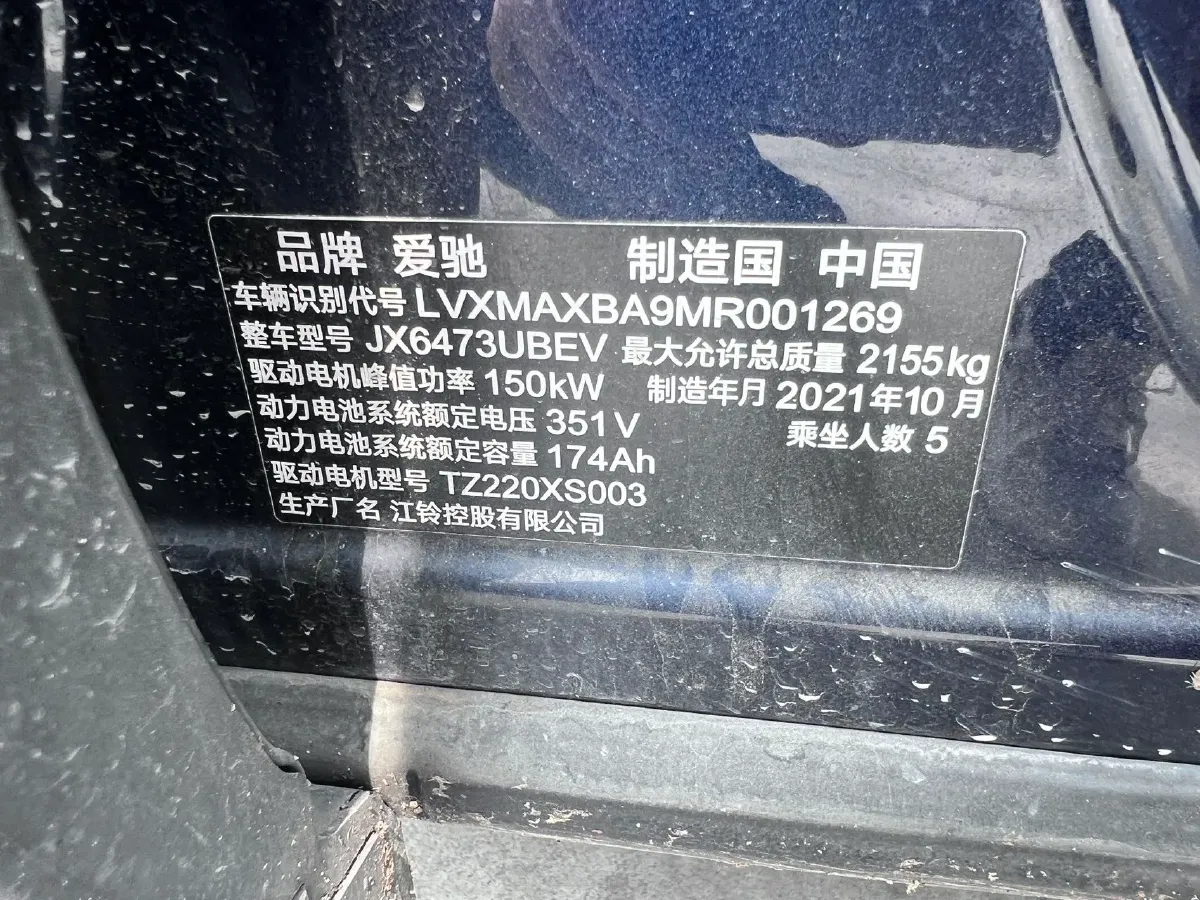 品牌 爱驰 制造国 中国
车辆识别代号 LVXMAXBA9MR001269
整车型号 JX6473UBEV 最大允许总质量 2155kg
驱动电机峰值功率 150kW 制造年月 2021年10月
动力电池系统额定电压 351V 乘坐人数 5
动力电池系统额定容量 174Ah
驱动电机型号 TZ220XS003
生产厂名 江铃控股有限公司